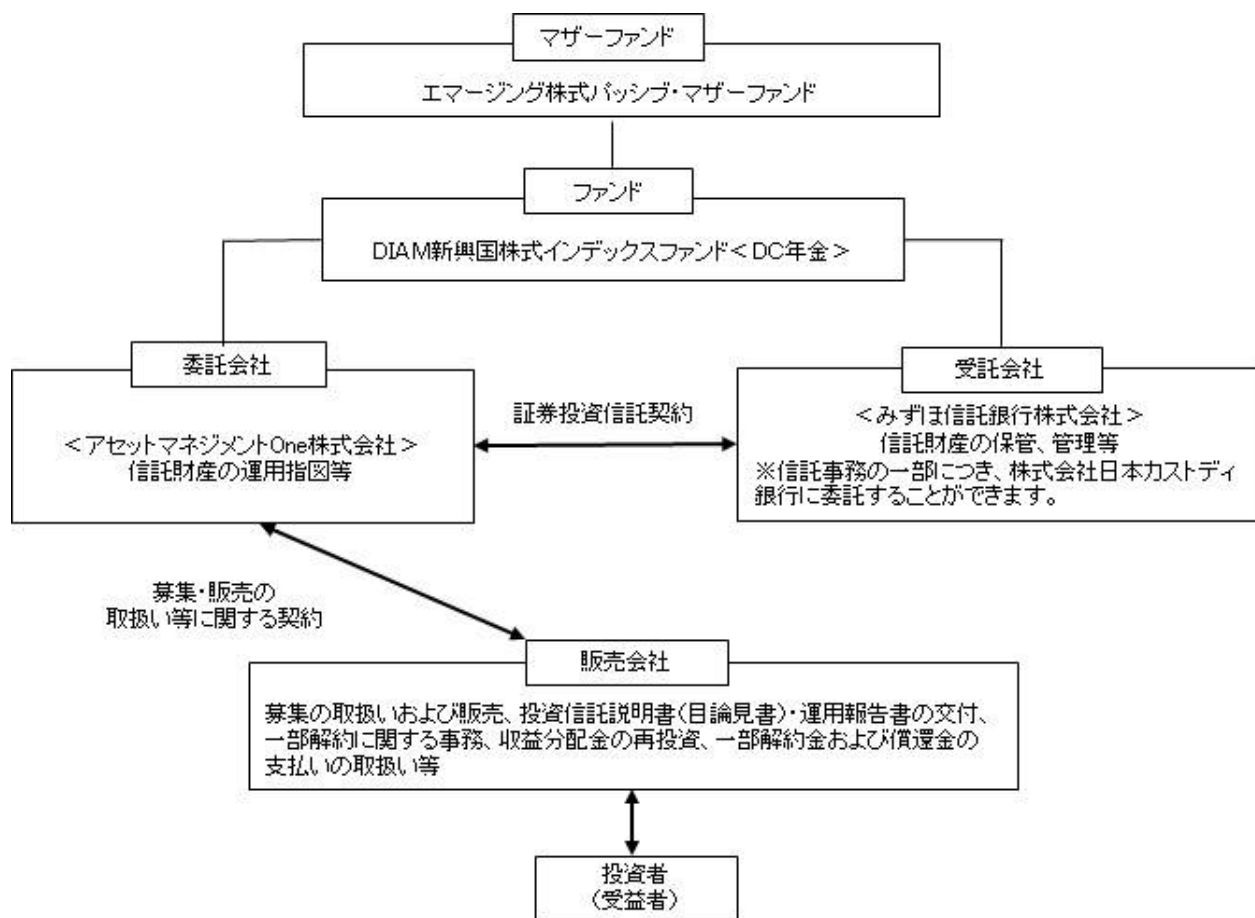 マザーファンド
エマージング株式パッシブ・マザーファンド
ファンド
DIAM新興国株式インデックスファンド＜DC年金＞
委託会社
＜アセットマネジメントOne株式会社＞
信託財産の運用指図等
証券投資信託契約
受託会社
＜みずほ信託銀行株式会社＞
信託財産の保管、管理等
※信託事務の一部につき、株式会社日本カストディ
銀行に委託することができます。
募集・販売の
取扱い等に関する契約
販売会社
募集の取扱いおよび販売、投資信託説明書（目論見書）・運用報告書の交付、
一部解約に関する事務、収益分配金の再投資、一部解約金および償還金の
支払いの取扱い等
投資者
（受益者）